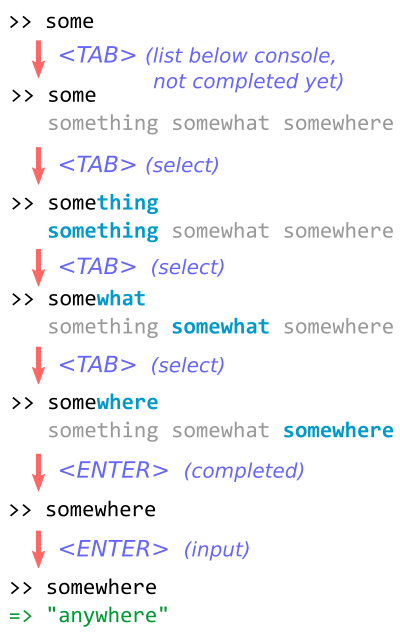 >> some
<TAB> (list below console,
not completed yet)
>> some
something somewhat somewhere
<TAB> (select)
>> something
something somewhat somewhere
<TAB> (select)
>> somewhat
something somewhat somewhere
<TAB> (select)
>> somewhere
something somewhat somewhere
<ENTER> (completed)
>> somewhere
<ENTER> (input)
>> somewhere
=> "anywhere"